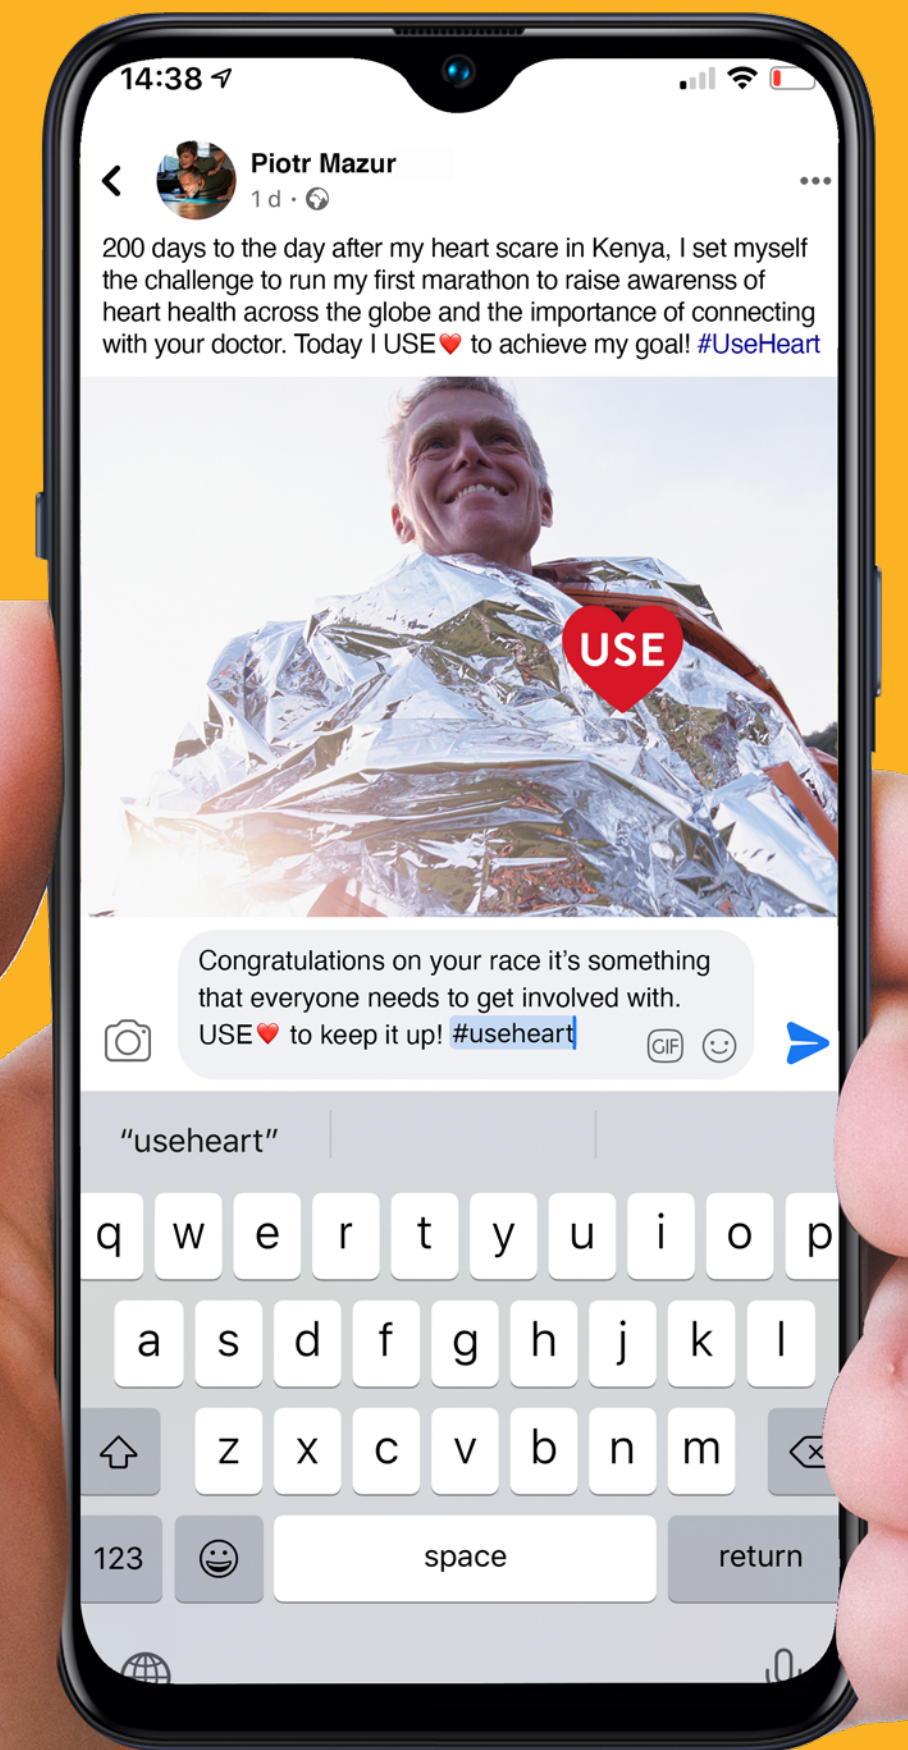 14:38
Piotr Mazur
1 d ·
200 days to the day after my heart scare in Kenya, I set myself
the challenge to run my first marathon to raise awarenss of
heart health across the globe and the importance of connecting
with your doctor. Today I USE❤️ to achieve my goal! #UseHeart
USE
Congratulations on your race it's something
that everyone needs to get involved with.
USE❤️ to keep it up! #useheart
GIF
“useheart”
q w e r t y u i o p
a s d f g h j k l
z x c v b n m
123 space return